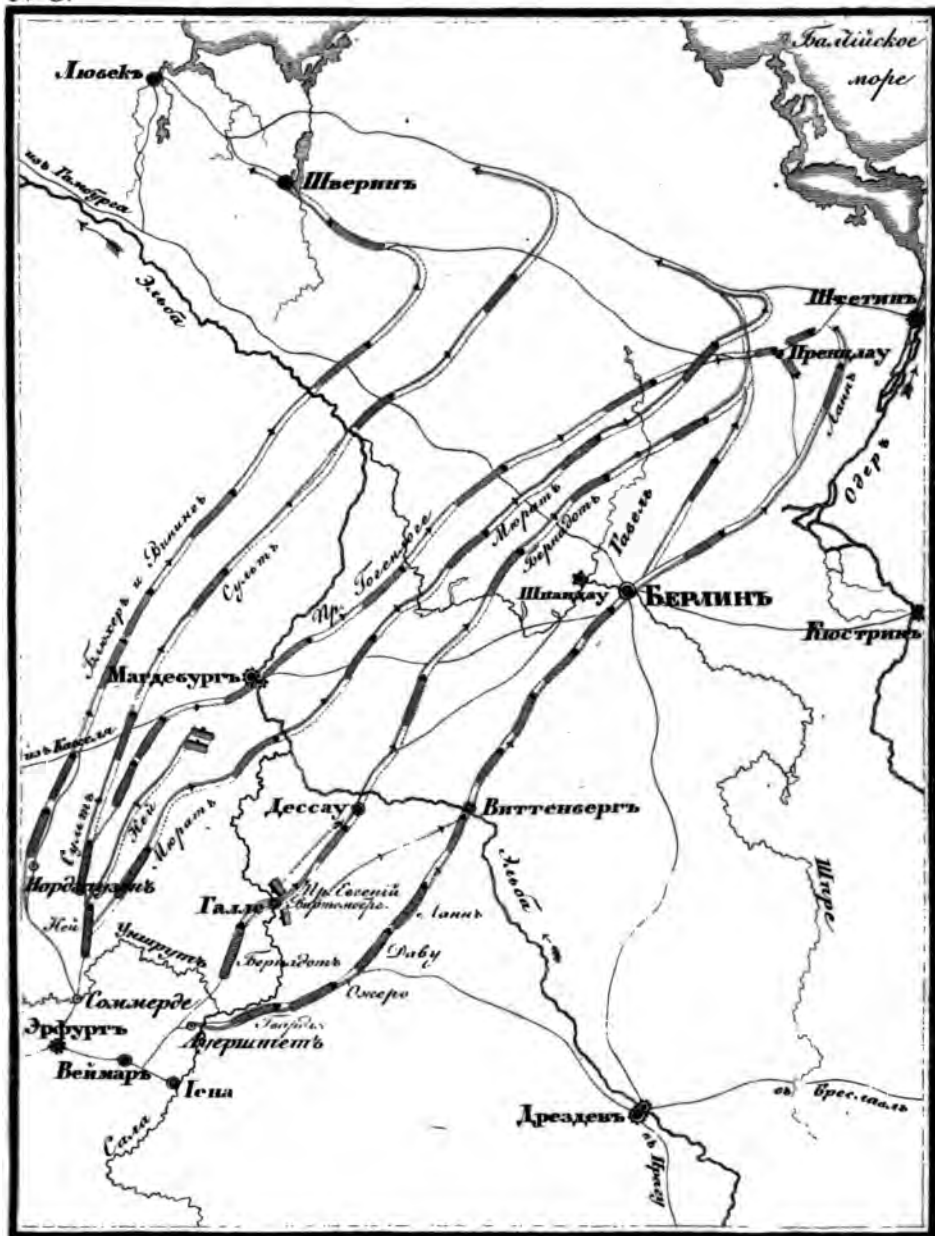 Балтійское
море
Любекъ
изъ Гамбурга
Шверинъ
Эльба
Штетинъ
Пренцлау
Ланнъ
Одеръ
Блюхеръ и Винингъ
Сультъ
Пр. Гогенлоге
Мюратъ
Бернадотъ
Гавель
Шпандау
БЕРЛИНЪ
Кюстринъ
Магдебургъ
изъ Касселя
Сультъ
Ней
Мюратъ
Дессау
Виттенбергъ
Нордгаузенъ
Ней
Галле
Пр. Евгеній
Виртемберг.
Ланнъ
Эльба
Шпре
Унструтъ
Бернадотъ
Даву
Ожеро
Гвардія
Соммерде
Ауерштетъ
Эрфуртъ
Веймаръ
Іена
Сала
Дрезденъ
въ Бреславль
въ Прагу